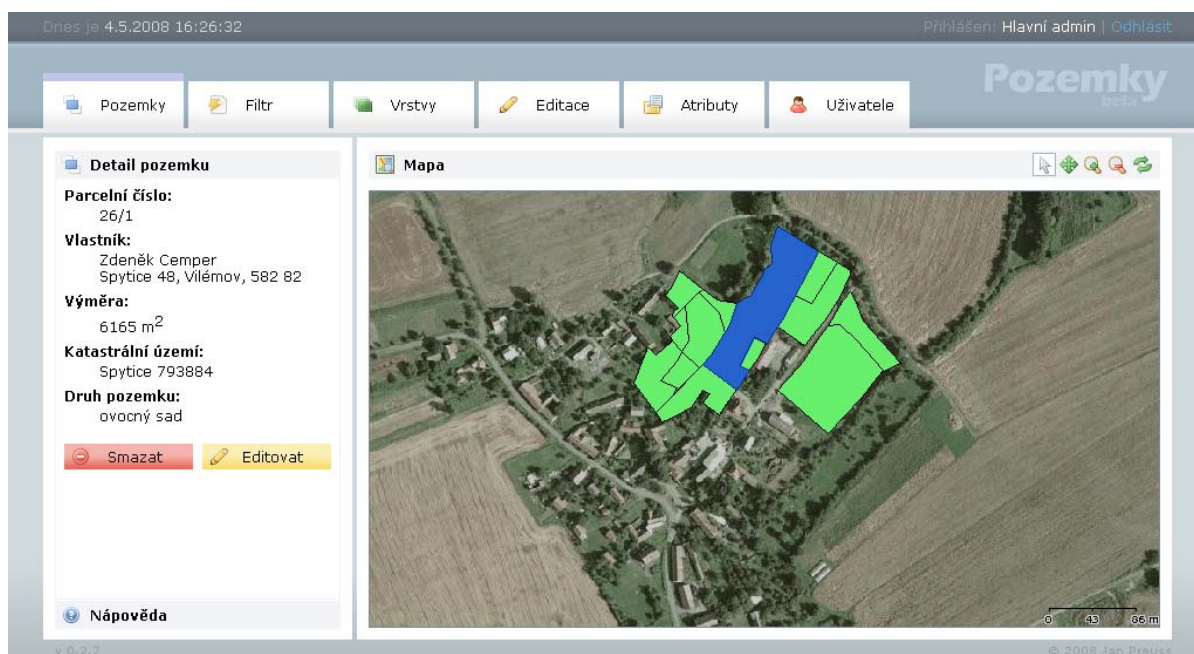 Dnes je 4.5.2008 16:26:32
Přihlášen: Hlavní admin | Odhlásit
Pozemky
beta
Pozemky
Filtr
Vrstvy
Editace
Atributy
Uživatele
Detail pozemku
Parcelní číslo:
26/1
Vlastník:
Zdeněk Cemper
Spytice 48, Vilémov, 582 82
Výměra:
6165 m²
Katastrální území:
Spytice 793884
Druh pozemku:
ovocný sad
Smazat
Editovat
Nápověda
Mapa
0 43 86 m
v 0.2.7
© 2008 Jan Preuss